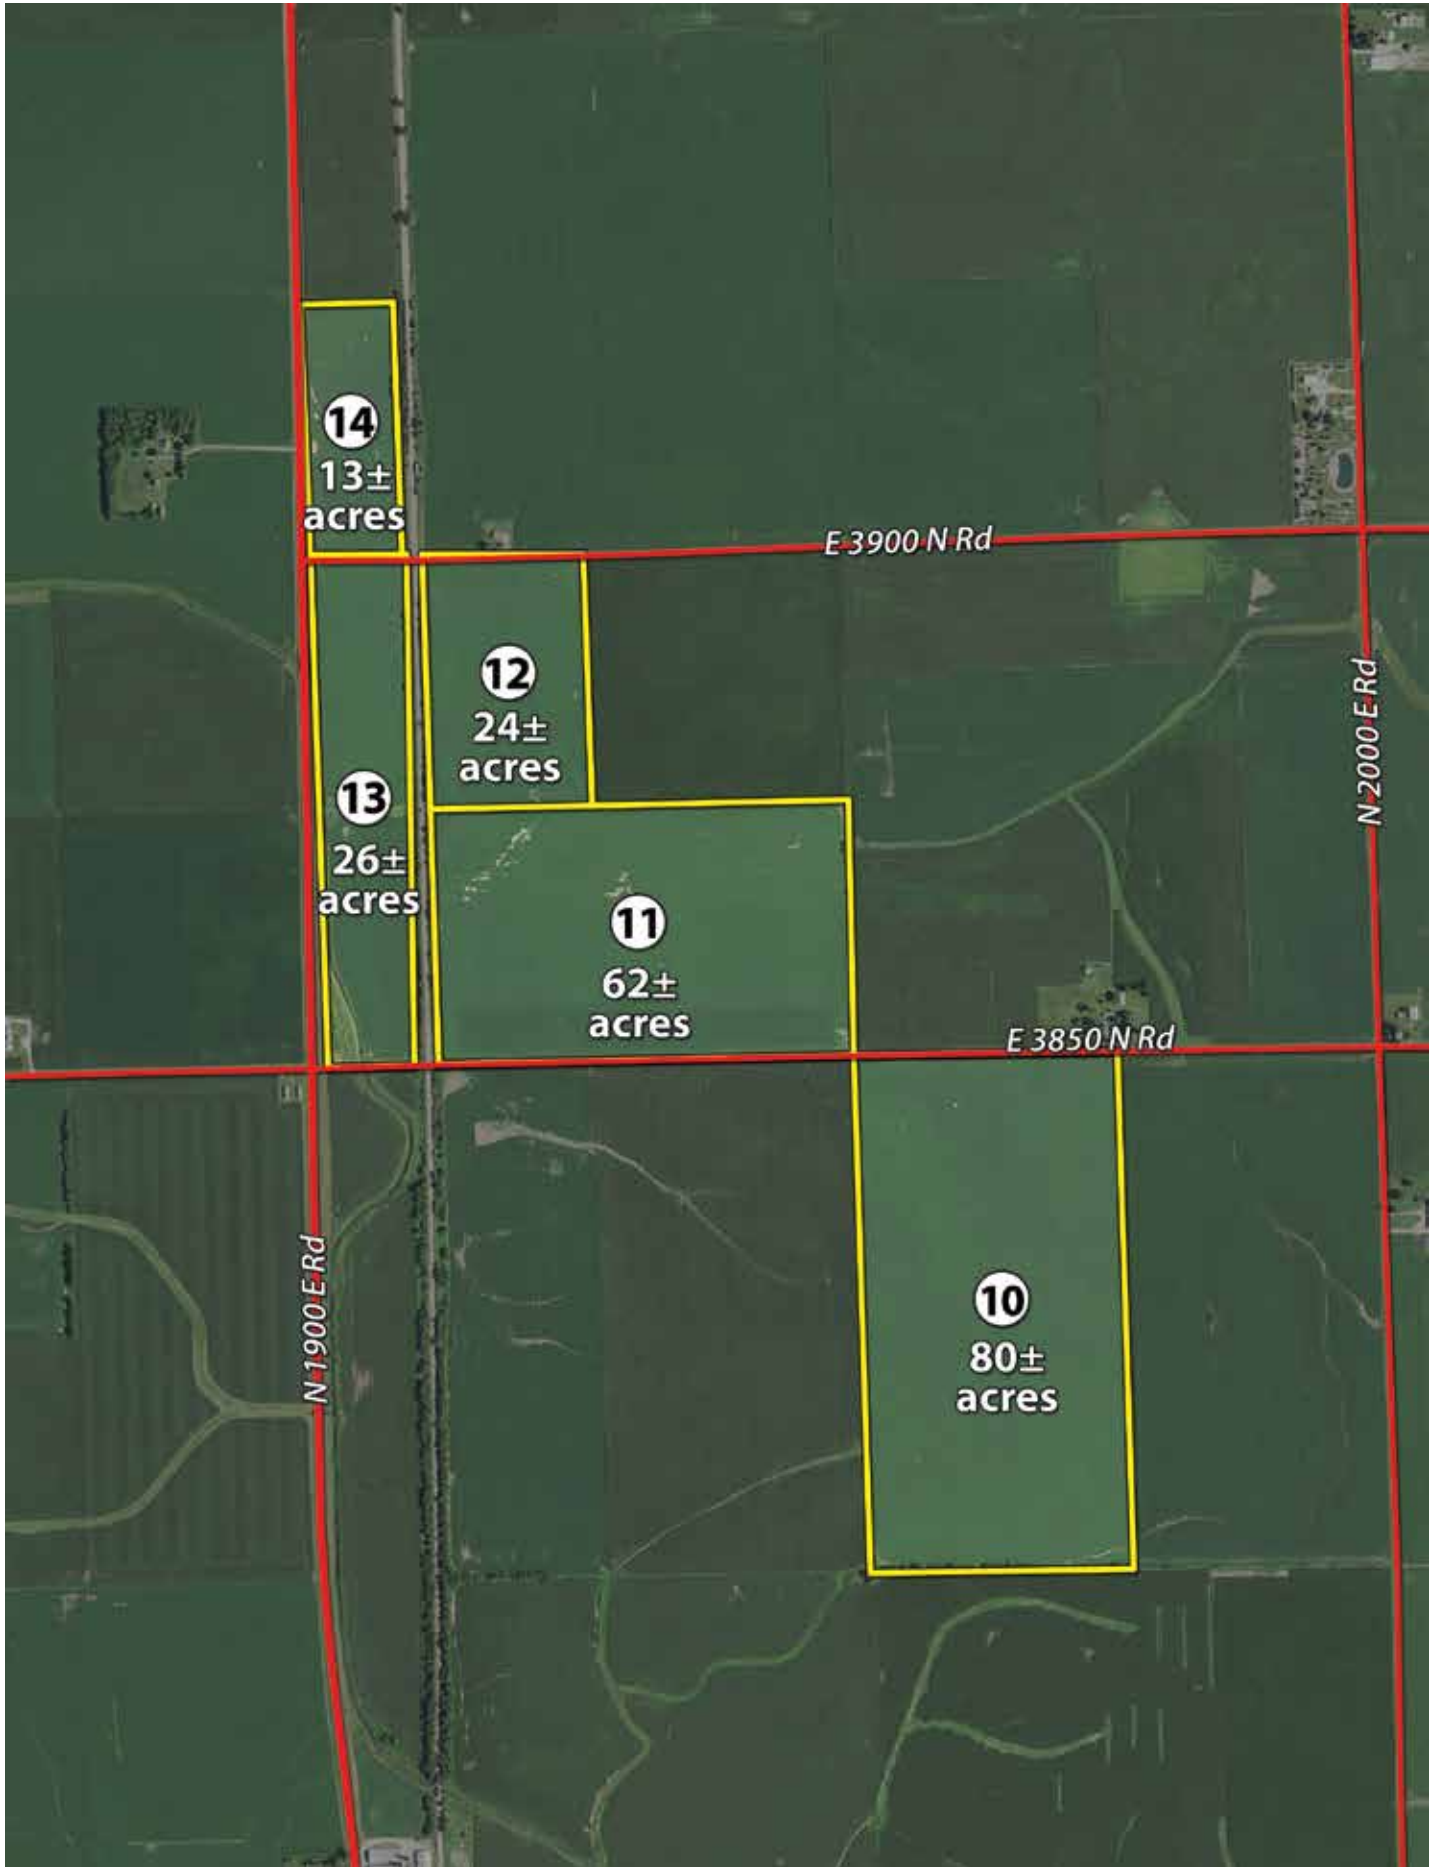 14
13±
acres
E 3900 N Rd
12
24±
acres
N 2000 E Rd
13
26±
acres
11
62±
acres
E 3850 N Rd
10
80±
acres
N 1900 E Rd